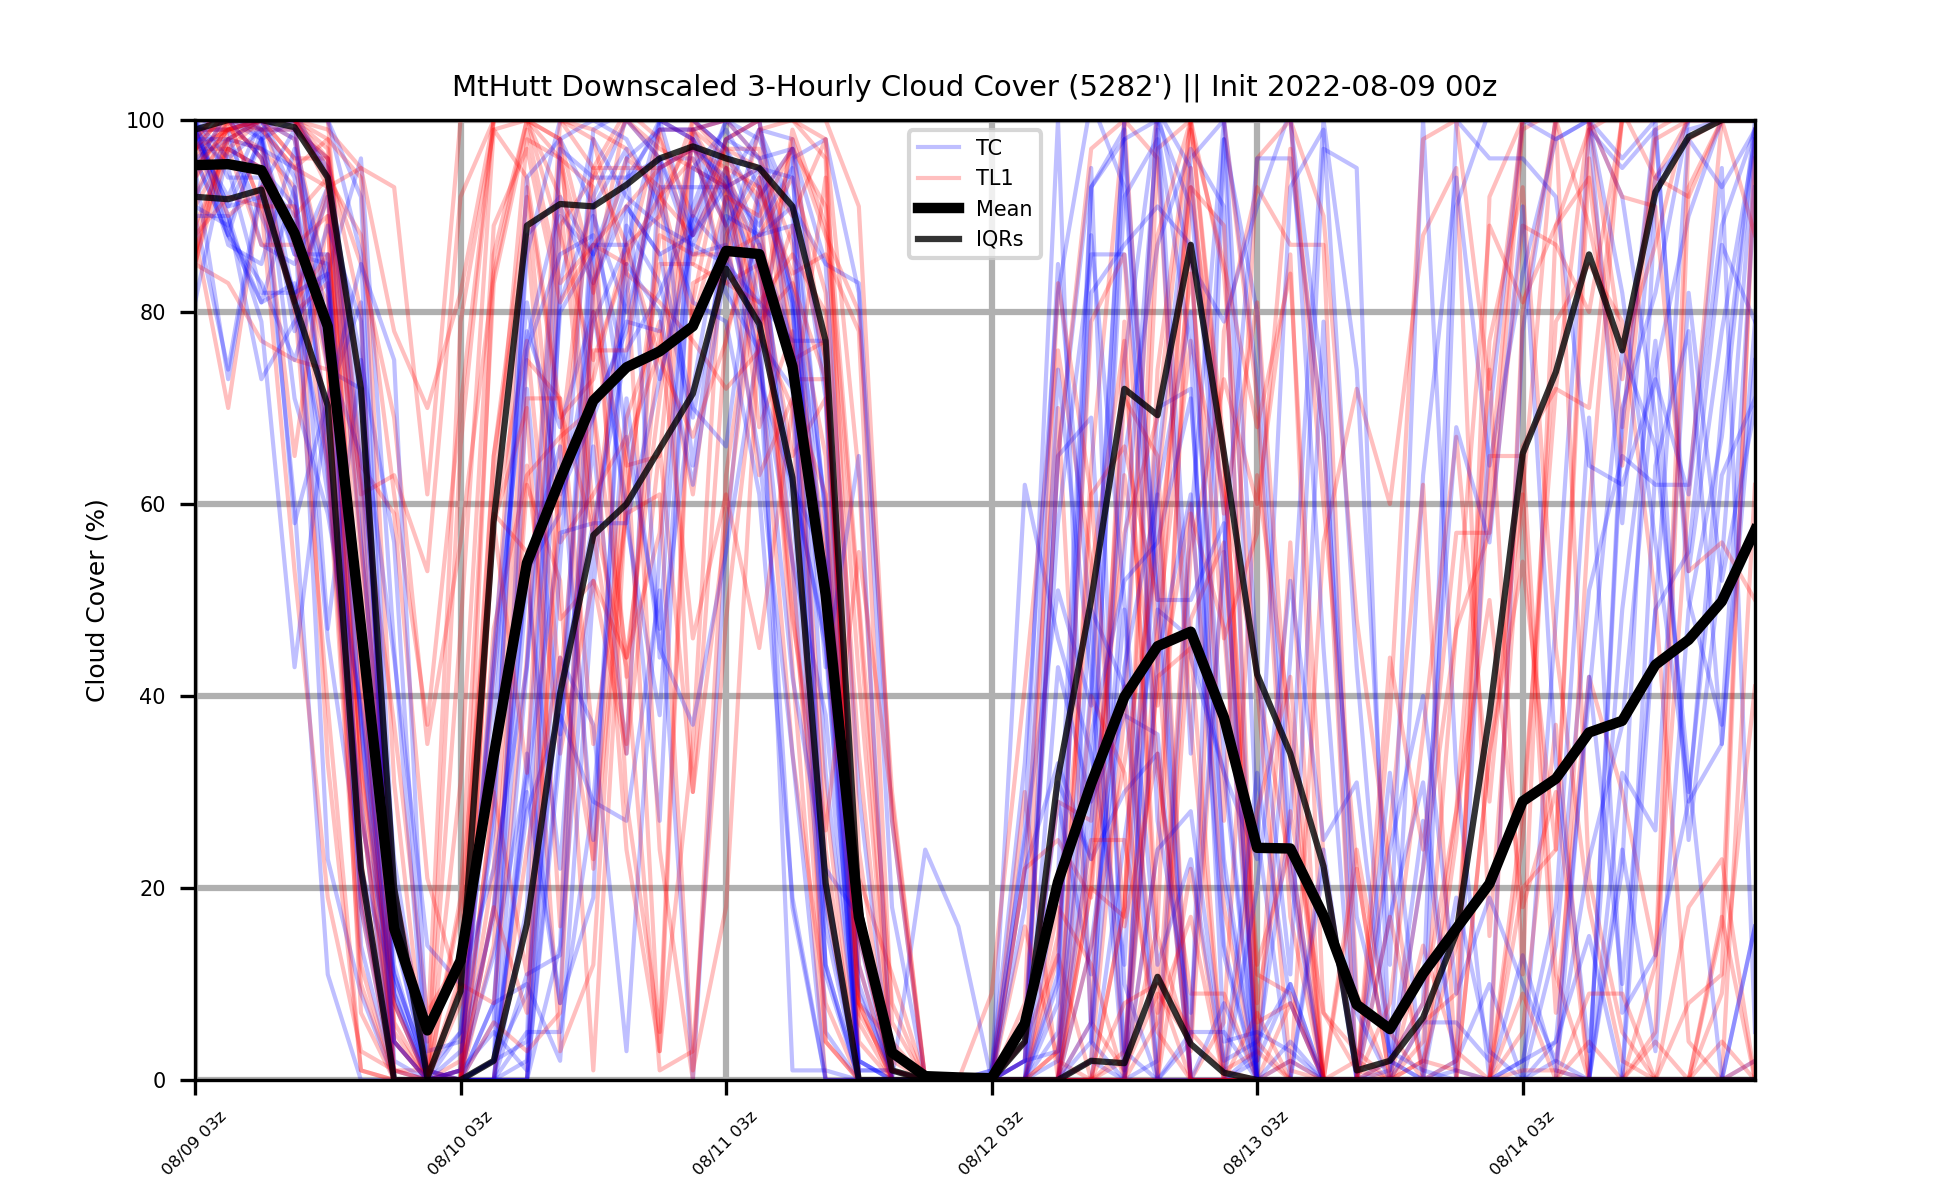 MtHutt Downscaled 3-Hourly Cloud Cover (5282') || Init 2022-08-09 00z
TC
TL1
Mean
IQRs
Cloud Cover (%)
100
80
60
40
20
0
08/09 03z
08/10 03z
08/11 03z
08/12 03z
08/13 03z
08/14 03z